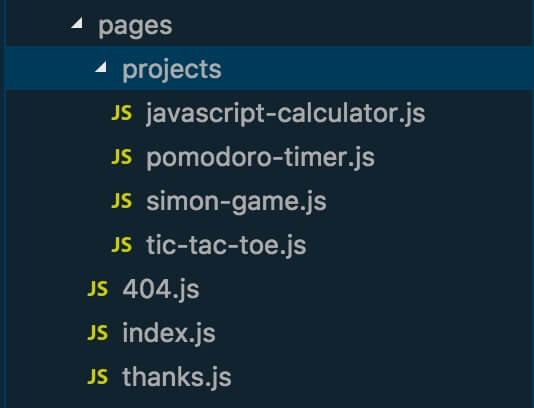 pages
projects
JS javascript-calculator.js
JS pomodoro-timer.js
JS simon-game.js
JS tic-tac-toe.js
JS 404.js
JS index.js
JS thanks.js